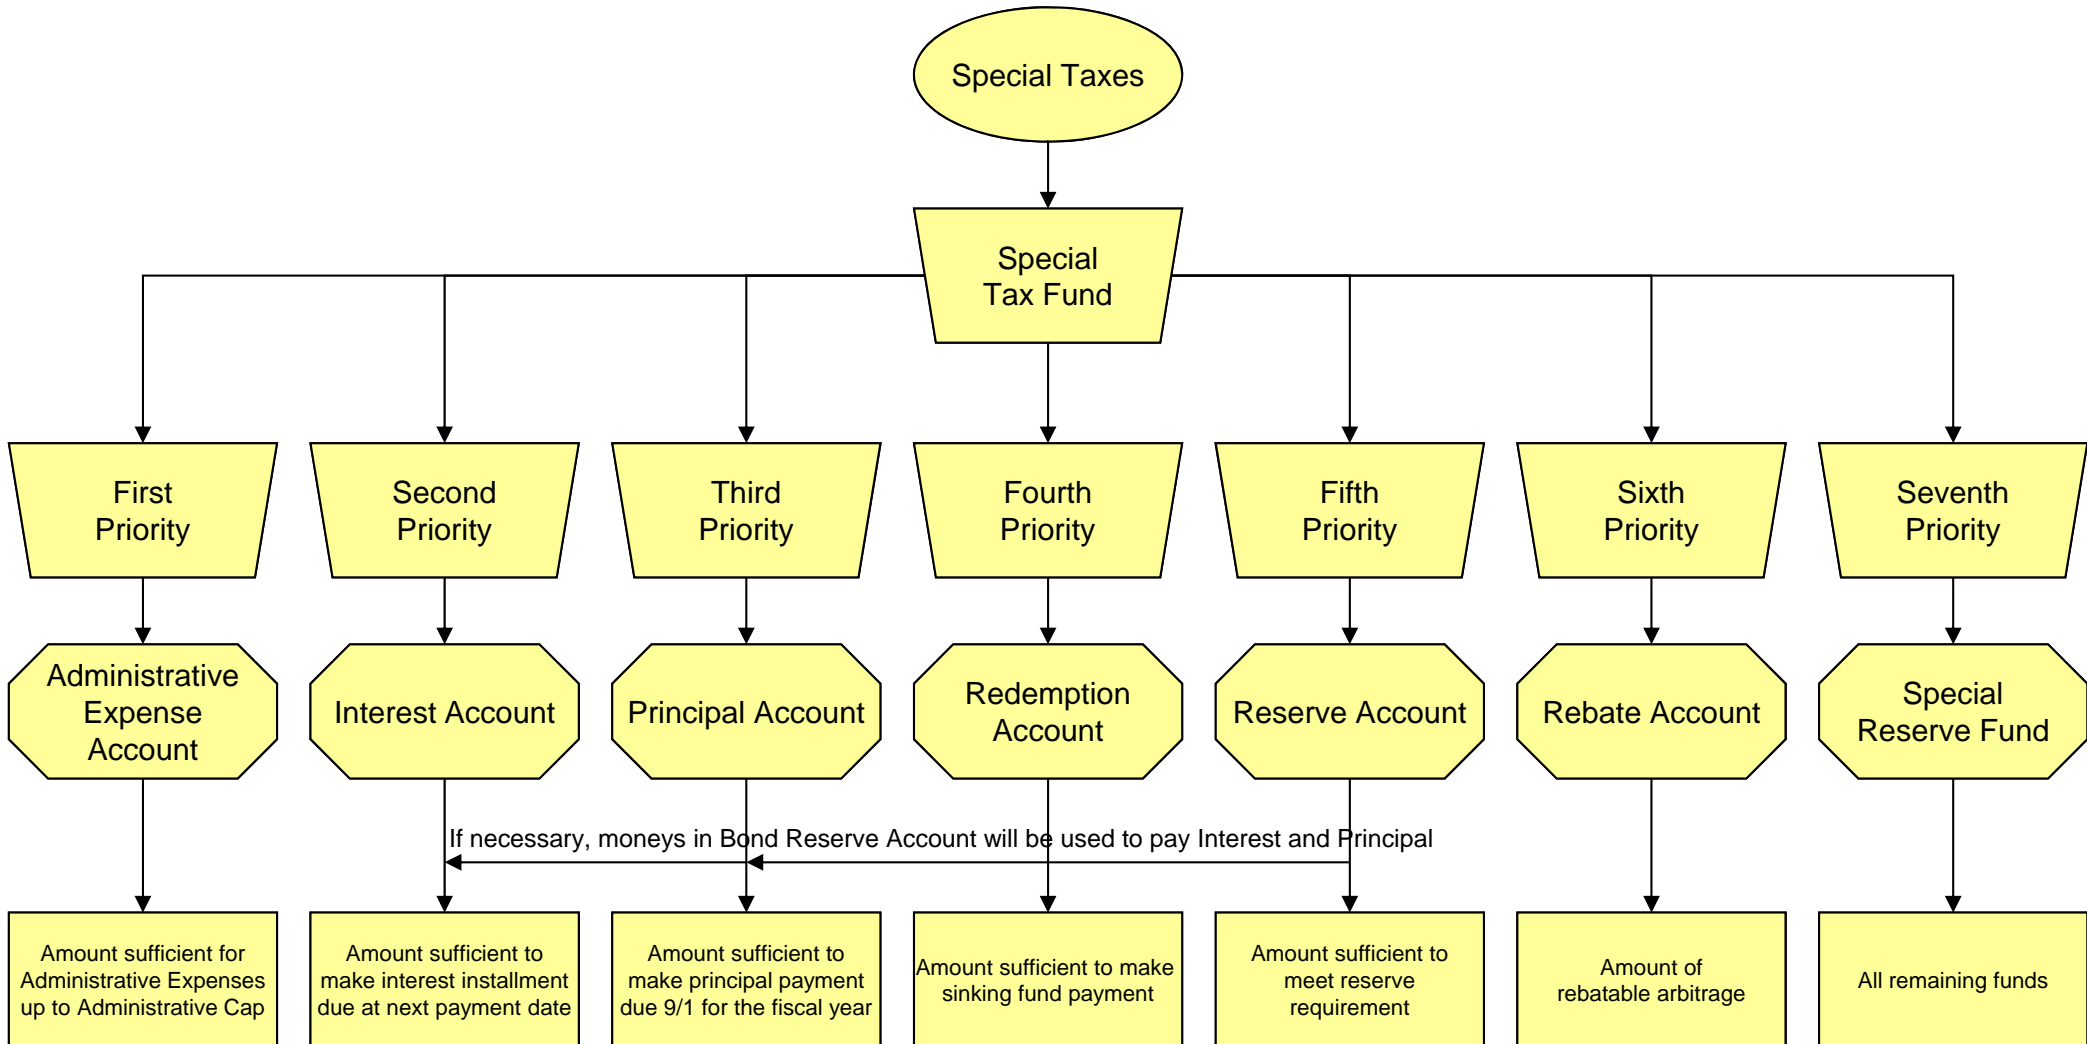 Special Taxes
Special
Tax Fund
First
Priority
Second
Priority
Third
Priority
Fourth
Priority
Fifth
Priority
Sixth
Priority
Seventh
Priority
Administrative
Expense
Account
Interest Account
Principal Account
Redemption
Account
Reserve Account
Rebate Account
Special
Reserve Fund
If necessary, moneys in Bond Reserve Account will be used to pay Interest and Principal
Amount sufficient for
Administrative Expenses
up to Administrative Cap
Amount sufficient to
make interest installment
due at next payment date
Amount sufficient to
make principal payment
due 9/1 for the fiscal year
Amount sufficient to make
sinking fund payment
Amount sufficient to
meet reserve
requirement
Amount of
rebatable arbitrage
All remaining funds